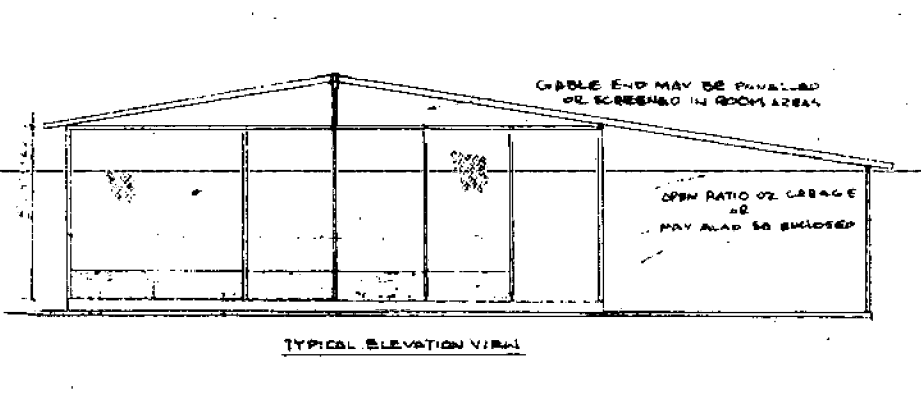 GABLE END MAY BE PANELLED
OR SCREENED IN ROOMS AREAS
OPEN PATIO OR GARAGE
OR
MAY ALSO BE ENCLOSED
TYPICAL ELEVATION VIEW